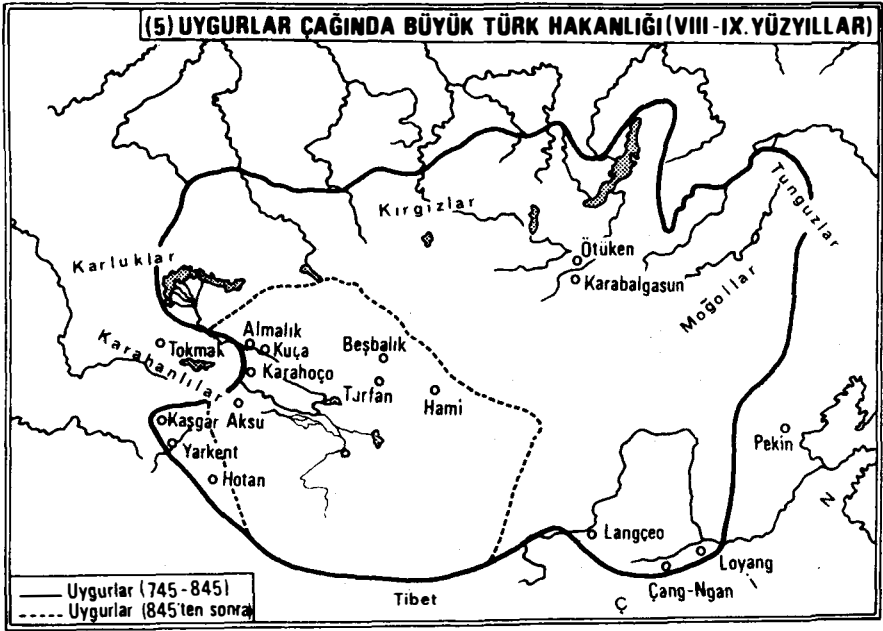 (5) UYGURLAR ÇAĞINDA BÜYÜK TÜRK HAKANLIĞI (VIII-IX. YÜZYILLAR)
Kırgızlar
Tunguzlar
Ötüken
Karluklar
Karabalgasun
Moğollar
Karahanlılar
Almalık
Tokmak
Kuça
Beşbalık
Karahoço
Turfan
Hami
Kaşgar
Aksu
Pekin
Yarkent
Hotan
Langçeo
Loyang
Çang-Ngan
Ç İ N
Tibet
Uygurlar (745-845)
Uygurlar (845'ten sonra)